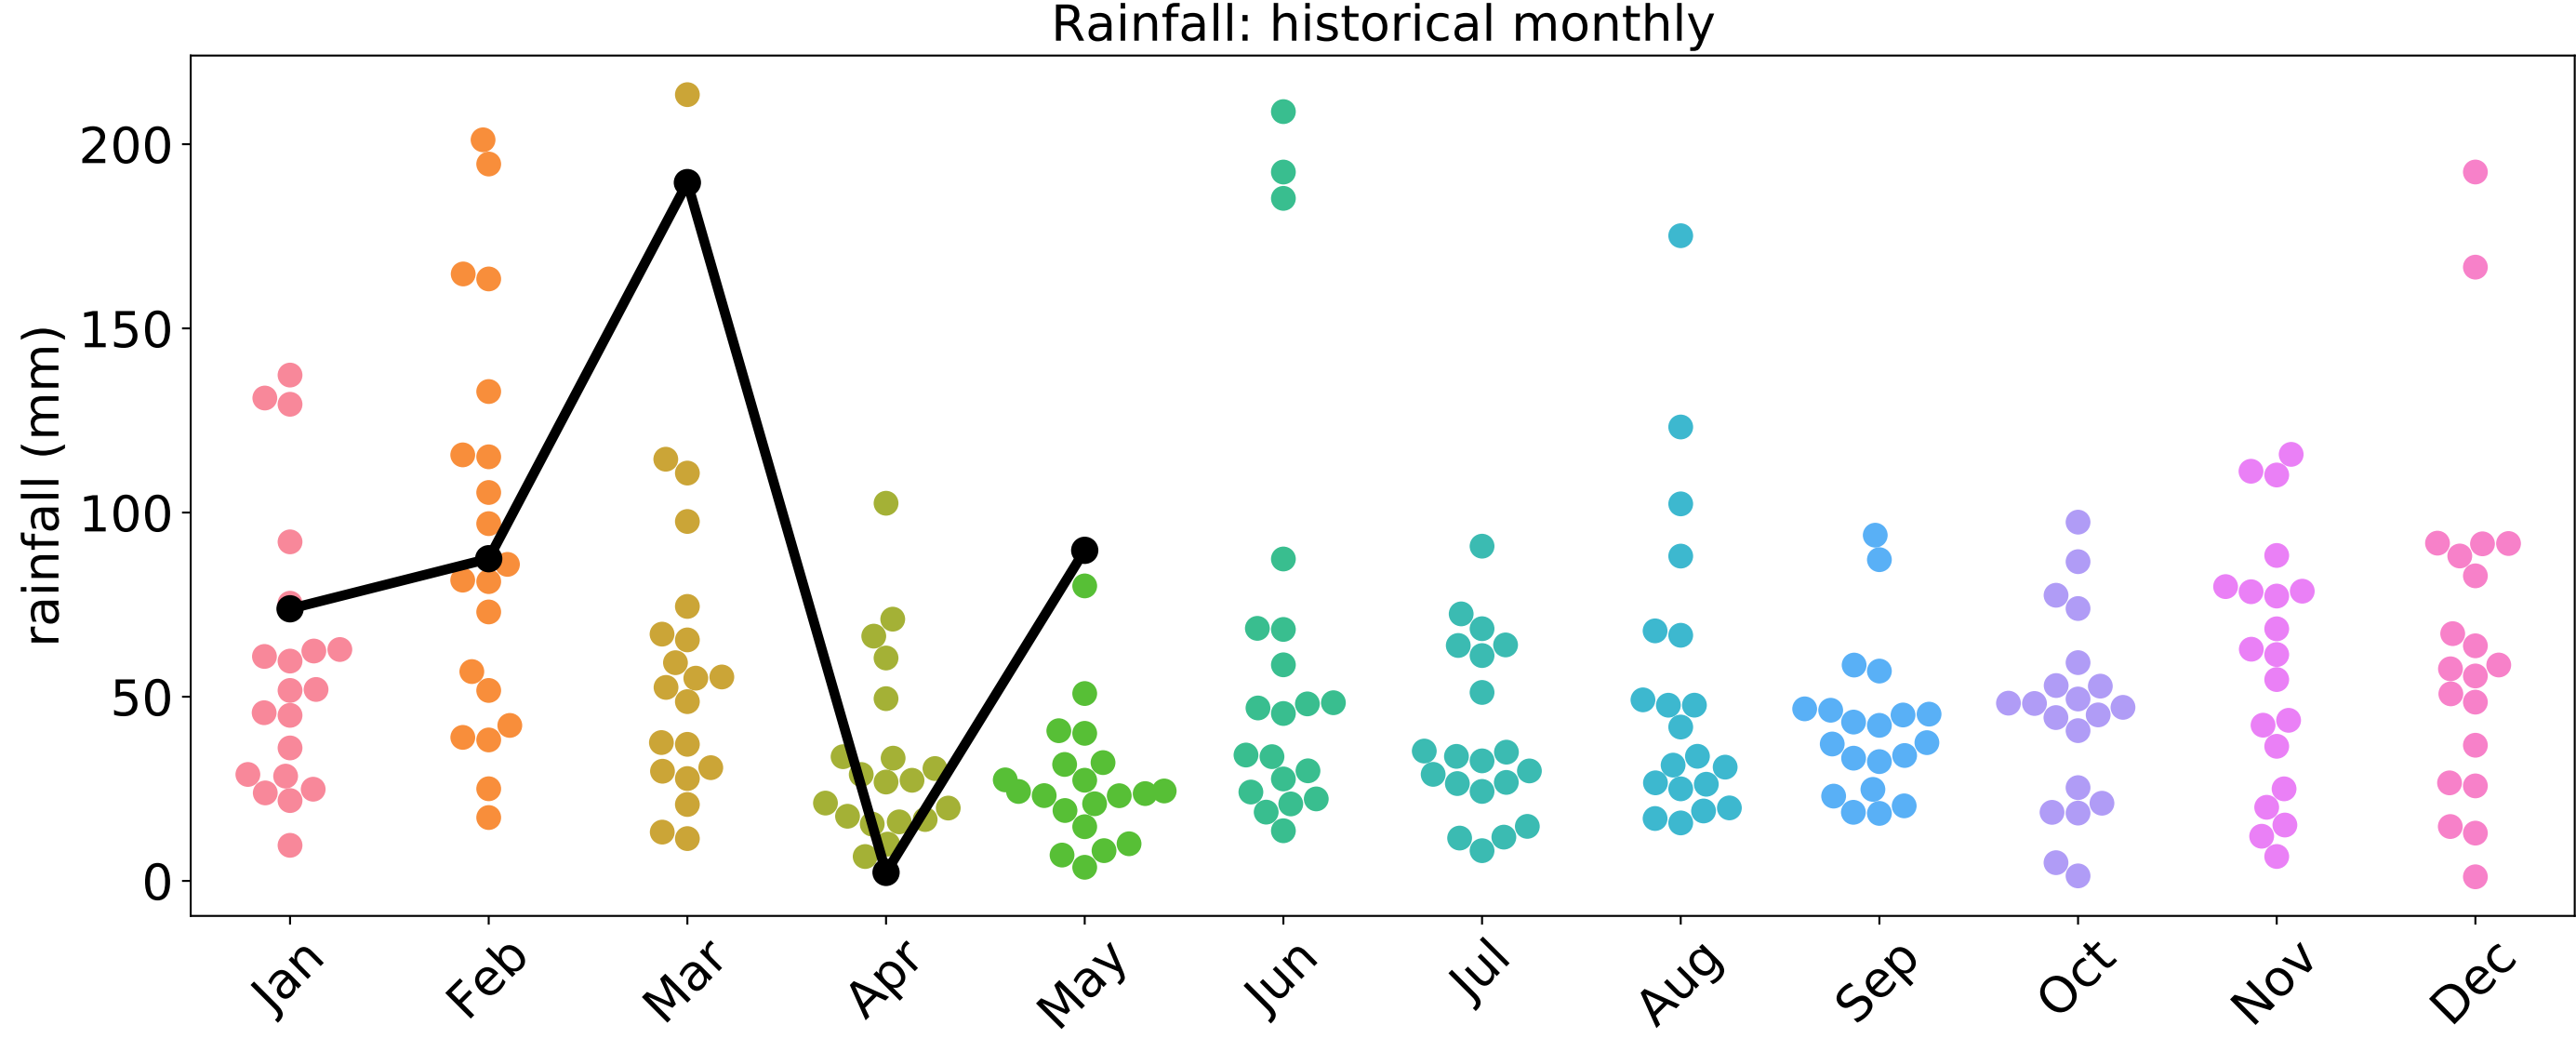 Rainfall: historical monthly
rainfall (mm)
200
150
100
50
0
Jan Feb Mar Apr May Jun Jul Aug Sep Oct Nov Dec